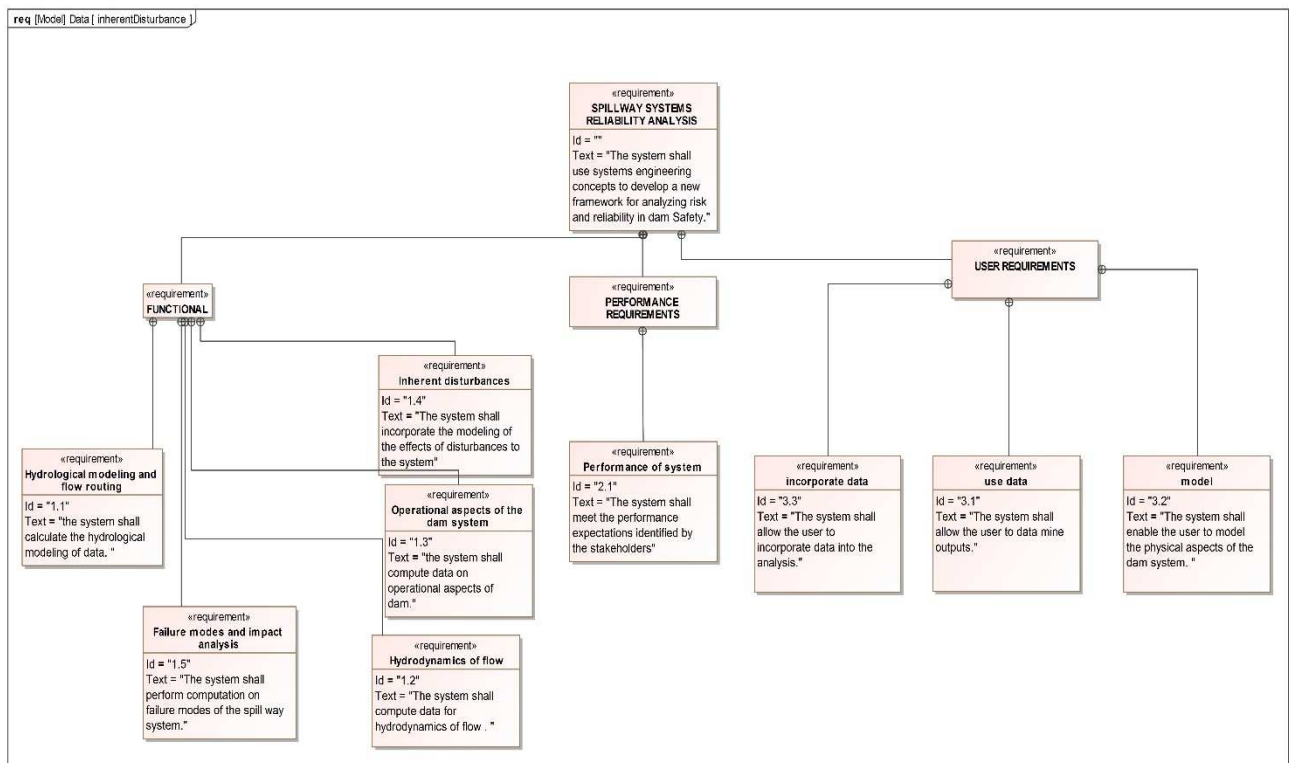 req [Model] Data [ inherentDisturbance ]
«requirement»
SPILLWAY SYSTEMS
RELIABILITY ANALYSIS
Id = ""
Text = "The system shall
use systems engineering
concepts to develop a new
framework for analyzing risk
and reliability in dam Safety."
«requirement»
USER REQUIREMENTS
«requirement»
PERFORMANCE
REQUIREMENTS
«requirement»
FUNCTIONAL
«requirement»
Inherent disturbances
Id = "1.4"
Text = "The system shall
incorporate the modeling of
the effects of disturbances to
the system"
«requirement»
Hydrological modeling and
flow routing
Id = "1.1"
Text = "the system shall
calculate the hydrological
modeling of data. "
«requirement»
Operational aspects of the
dam system
Id = "1.3"
Text = "the system shall
compute data on
operational aspects of
dam."
«requirement»
Performance of system
Id = "2.1"
Text = "The system shall
meet the performance
expectations identified by
the stakeholders"
«requirement»
incorporate data
Id = "3.3"
Text = "The system shall
allow the user to
incorporate data into the
analysis."
«requirement»
use data
Id = "3.1"
Text = "The system shall
allow the user to data mine
outputs."
«requirement»
model
Id = "3.2"
Text = "The system shall
enable the user to model
the physical aspects of the
dam system. "
«requirement»
Failure modes and impact
analysis
Id = "1.5"
Text = "The system shall
perform computation on
failure modes of the spill way
system."
«requirement»
Hydrodynamics of flow
Id = "1.2"
Text = "The system shall
compute data for
hydrodynamics of flow . "